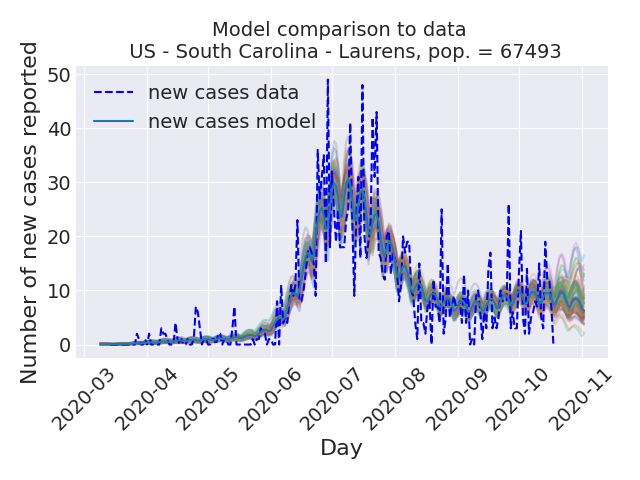 Model comparison to data
US - South Carolina - Laurens, pop. = 67493
Number of new cases reported
50
40
30
20
10
0
new cases data
new cases model
2020-03
2020-04
2020-05
2020-06
2020-07
2020-08
2020-09
2020-10
2020-11
Day